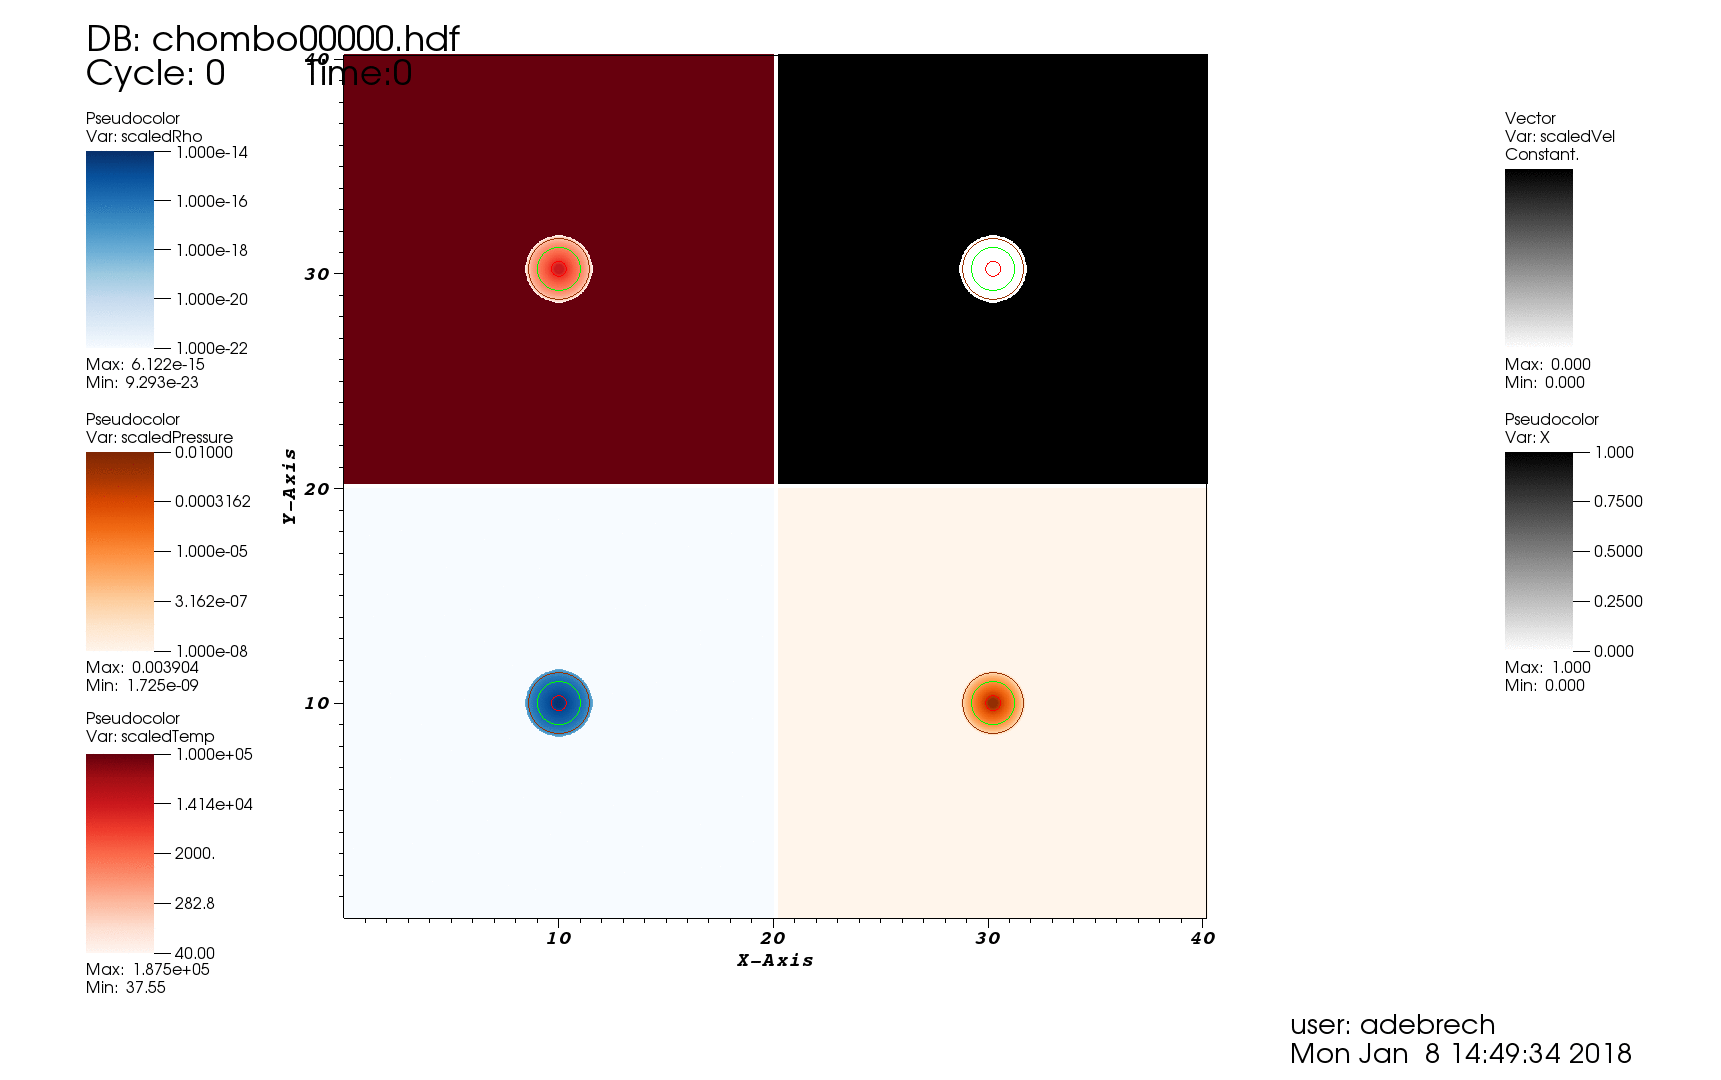 DB: chombo00000.hdf
Cycle: 0 Time:0
Pseudocolor
Var: scaledRho
1.000e-14
1.000e-16
1.000e-18
1.000e-20
1.000e-22
Max: 6.122e-15
Min: 9.293e-23
Pseudocolor
Var: scaledPressure
0.01000
0.0003162
1.000e-05
3.162e-07
1.000e-08
Max: 0.003904
Min: 1.725e-09
Pseudocolor
Var: scaledTemp
1.000e+05
1.414e+04
2000.
282.8
40.00
Max: 1.875e+05
Min: 37.55
40
30
20
10
Y-Axis
10
20
30
40
X-Axis
Vector
Var: scaledVel
Constant.
Max: 0.000
Min: 0.000
Pseudocolor
Var: X
1.000
0.7500
0.5000
0.2500
0.000
Max: 1.000
Min: 0.000
user: adebrech
Mon Jan 8 14:49:34 2018